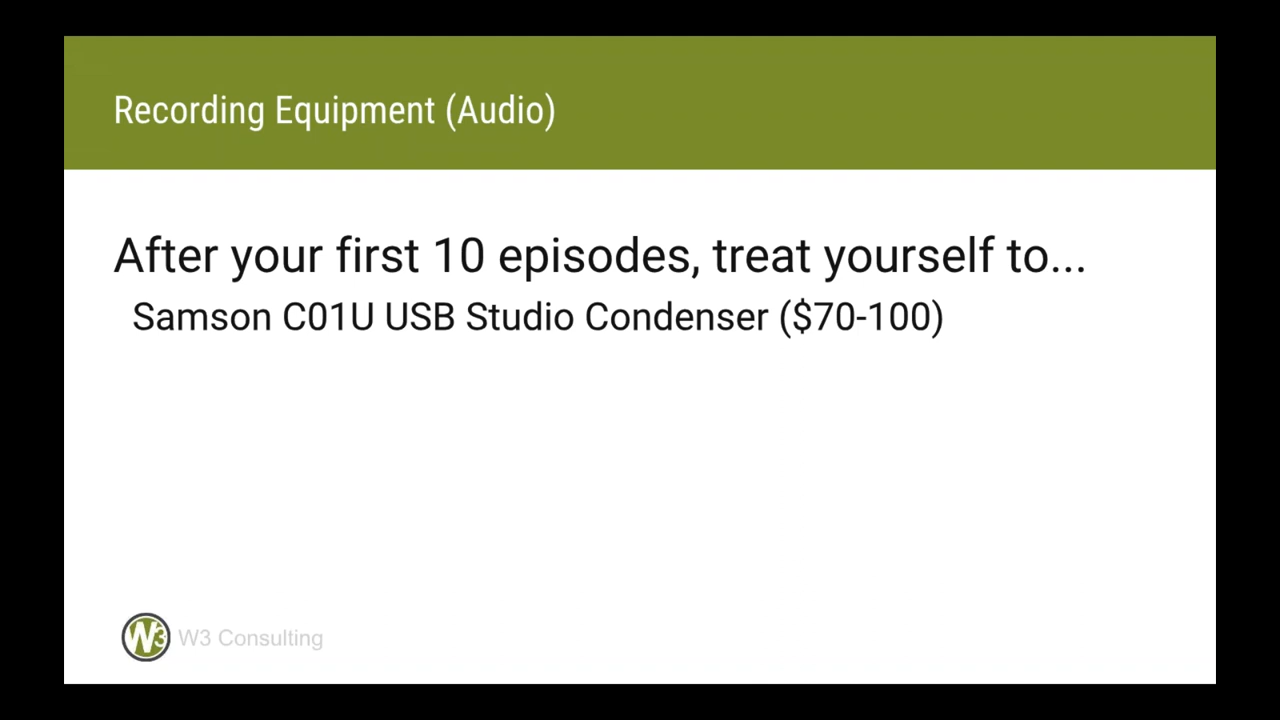 Recording Equipment (Audio)
After your first 10 episodes, treat yourself to...
Samson C01U USB Studio Condenser ($70-100)
W3 W3 Consulting